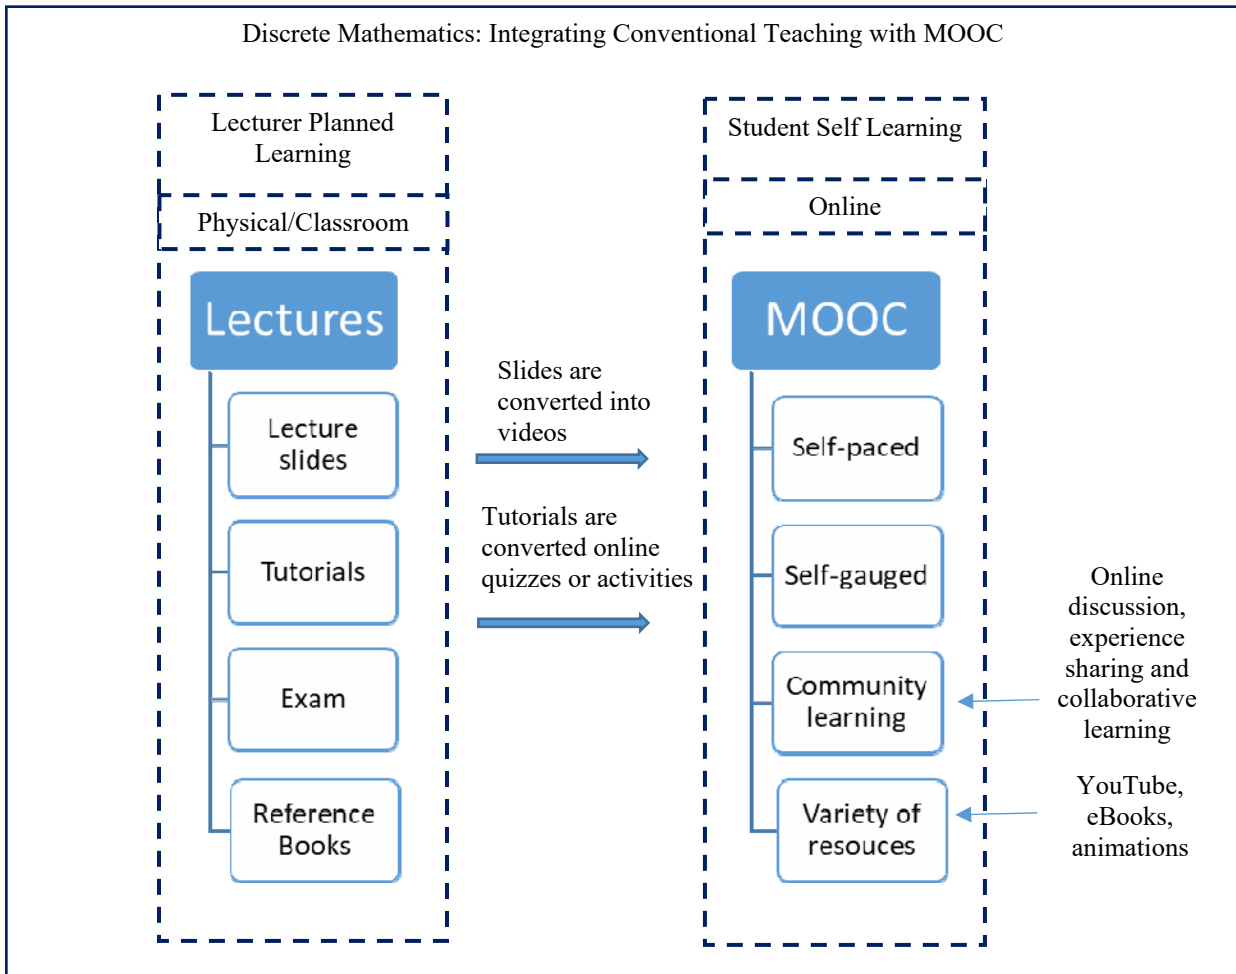 Discrete Mathematics: Integrating Conventional Teaching with MOOC
Lecturer Planned
Learning
Physical/Classroom
Lectures
Lecture
slides
Tutorials
Exam
Reference
Books
Slides are
converted into
videos
Tutorials are
converted online
quizzes or activities
Student Self Learning
Online
MOOC
Self-paced
Self-gauged
Community
learning
Variety of
resouces
Online
discussion,
experience
sharing and
collaborative
learning
YouTube,
eBooks,
animations